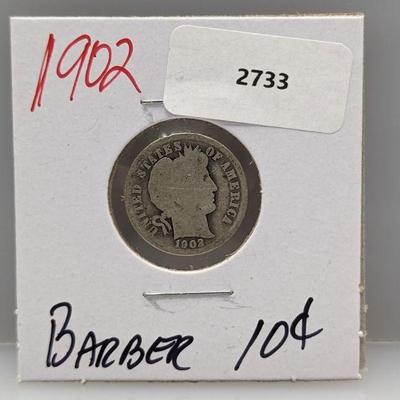 1902
2733
UNITED STATES OF AMERICA
1902
BARBER 10¢